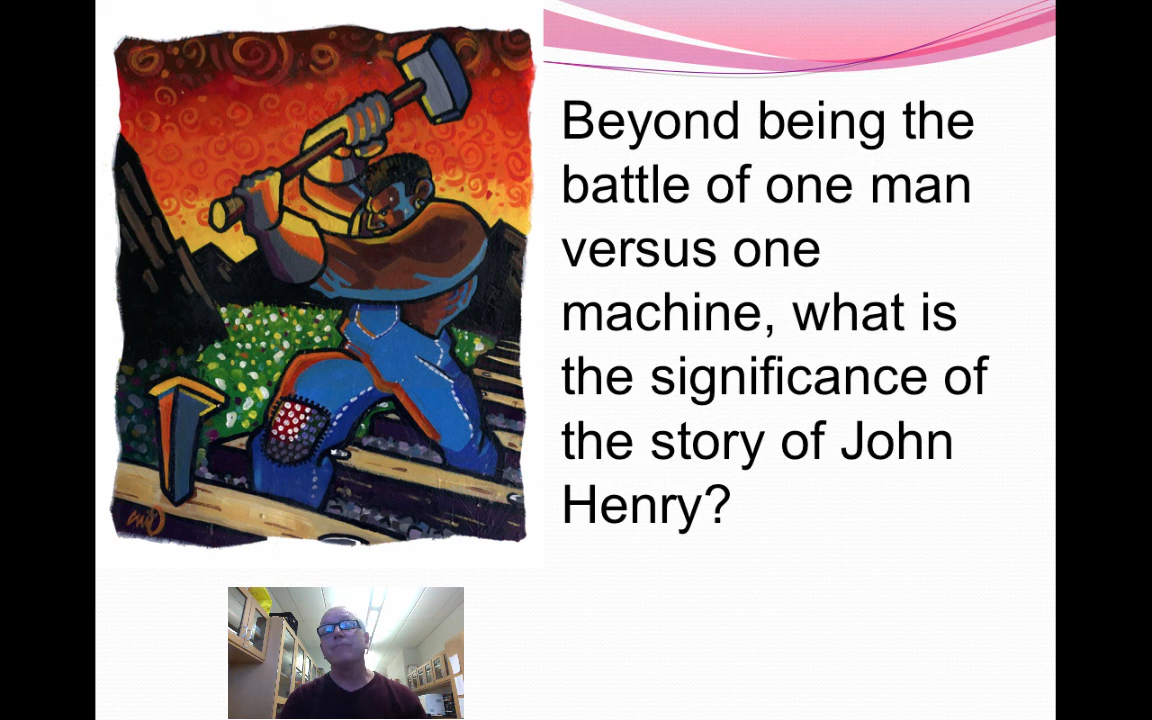 Beyond being the
battle of one man
versus one
machine, what is
the significance of
the story of John
Henry?